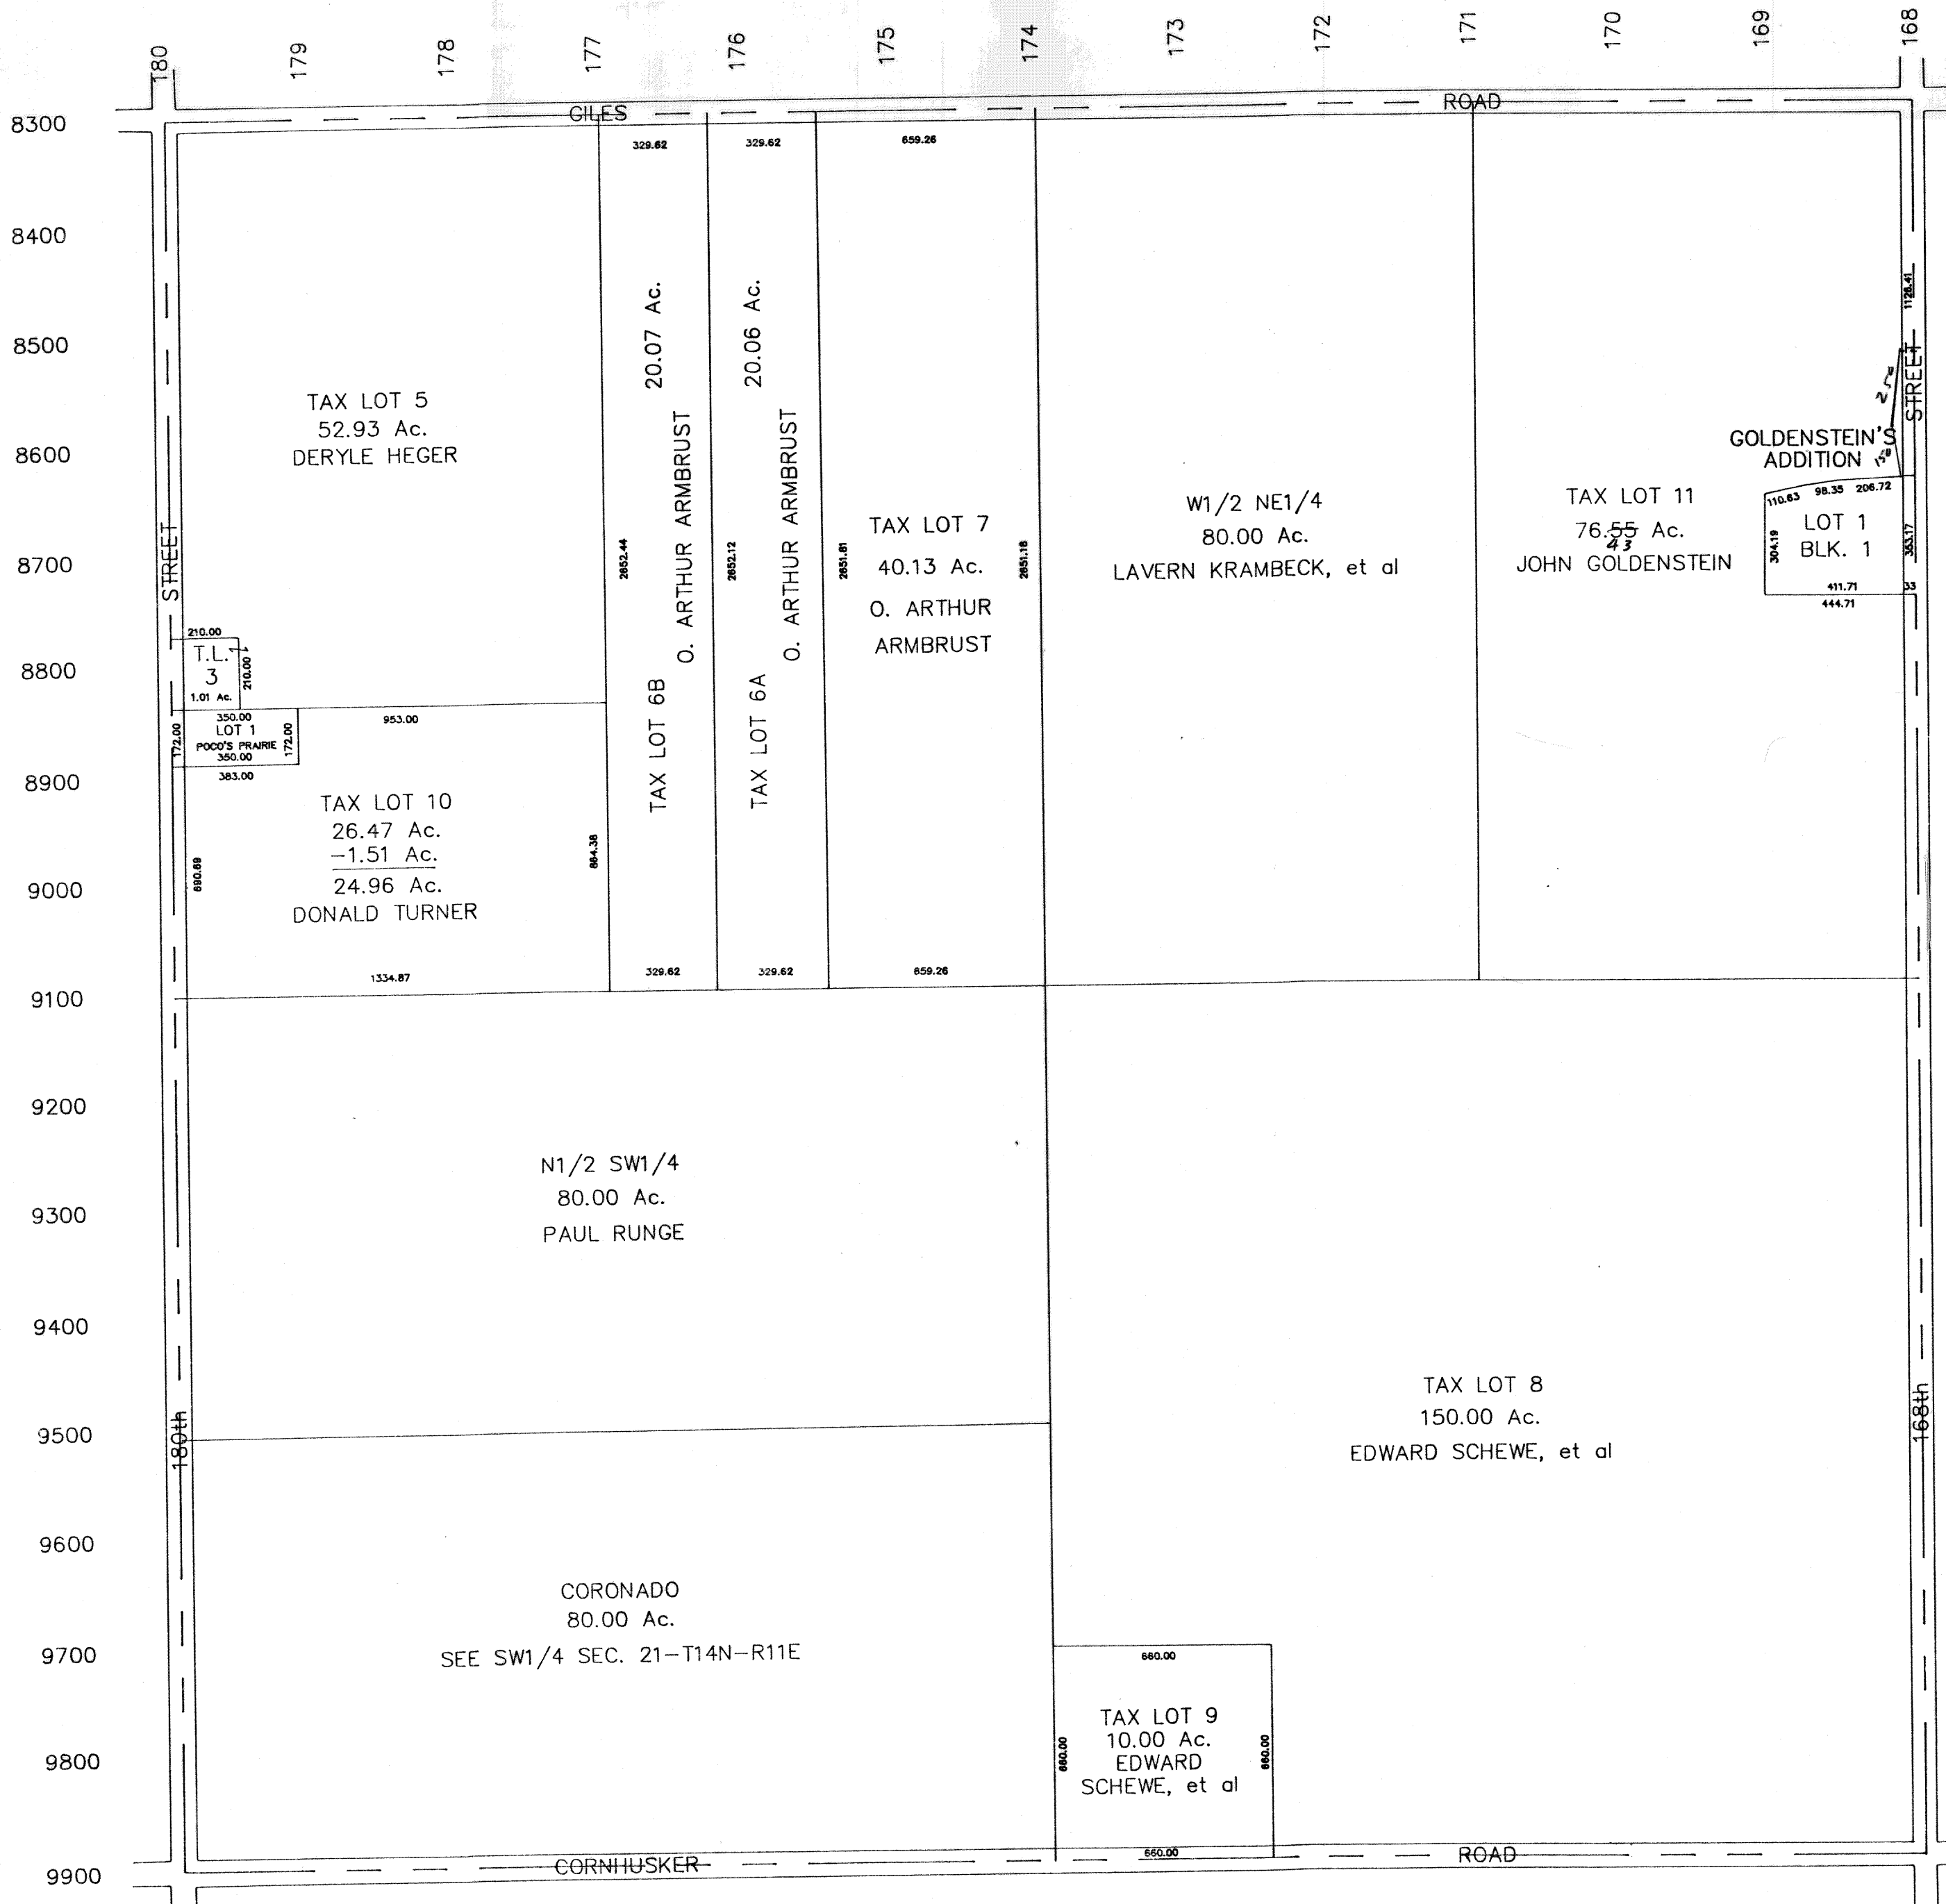 180
179
178
177
176
175
174
173
172
171
170
169
168
GILES
ROAD
8300
8400
8500
8600
8700
8800
8900
9000
9100
9200
9300
9400
9500
9600
9700
9800
9900
STREET
180th
TAX LOT 5
52.93 Ac.
DERYLE HEGER
210.00
T.L.
3
1.01 Ac.
210.00
350.00
953.00
LOT 1
POCO'S PRAIRIE
350.00
172.00
172.00
383.00
TAX LOT 10
26.47 Ac.
-1.51 Ac.
24.96 Ac.
DONALD TURNER
690.69
664.38
1334.87
329.62
TAX LOT 6B 20.07 Ac.
O. ARTHUR ARMBRUST
2652.44
329.62
329.62
TAX LOT 6A 20.06 Ac.
O. ARTHUR ARMBRUST
2652.12
329.62
659.26
TAX LOT 7
40.13 Ac.
O. ARTHUR
ARMBRUST
2651.81
2651.18
659.26
W1/2 NE1/4
80.00 Ac.
LAVERN KRAMBECK, et al
TAX LOT 11
76.55 Ac.
43
JOHN GOLDENSTEIN
1126.41
STREET
250
GOLDENSTEIN'S
ADDITION 150
110.63 98.35 206.72
LOT 1
BLK. 1
304.19
363.17
411.71
33
444.71
N1/2 SW1/4
80.00 Ac.
PAUL RUNGE
CORONADO
80.00 Ac.
SEE SW1/4 SEC. 21-T14N-R11E
TAX LOT 8
150.00 Ac.
EDWARD SCHEWE, et al
168th
660.00
TAX LOT 9
10.00 Ac.
EDWARD
SCHEWE, et al
660.00
660.00
660.00
CORNHUSKER
ROAD